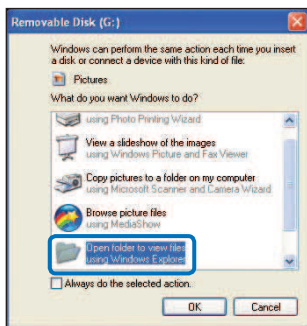 Removable Disk (G:)
Windows can perform the same action each time you insert
a disk or connect a device with this kind of file:
Pictures
What do you want Windows to do?
using Photo Printing Wizard
View a slideshow of the images
using Windows Picture and Fax Viewer
Copy pictures to a folder on my computer
using Microsoft Scanner and Camera Wizard
Browse picture files
using MediaShow
Open folder to view files
using Windows Explorer
Always do the selected action.
OK
Cancel